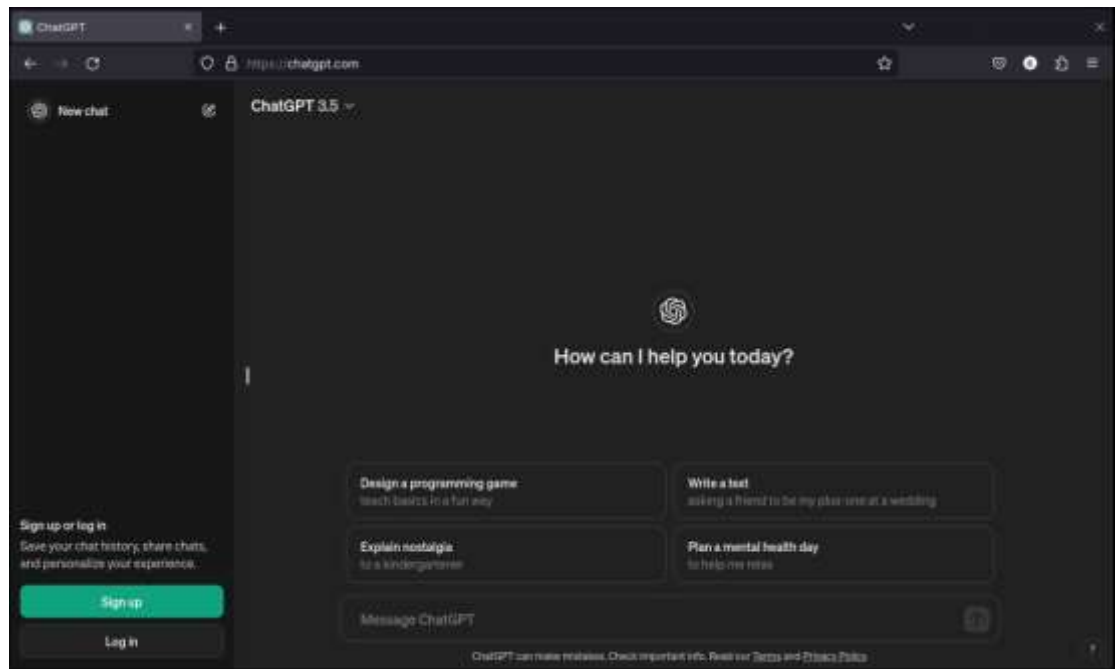 ChatGPT
https://chatgpt.com
New chat
ChatGPT 3.5
How can I help you today?
Design a programming game
teach basics in a fun way
Write a text
asking a friend to be my plus-one at a wedding
Explain nostalgia
to a kindergartener
Plan a mental health day
to help me relax
Sign up or log in
Save your chat history, share chats,
and personalize your experience.
Sign up
Log in
Message ChatGPT
ChatGPT can make mistakes. Check important info. Read our Terms and Privacy Policy.
?